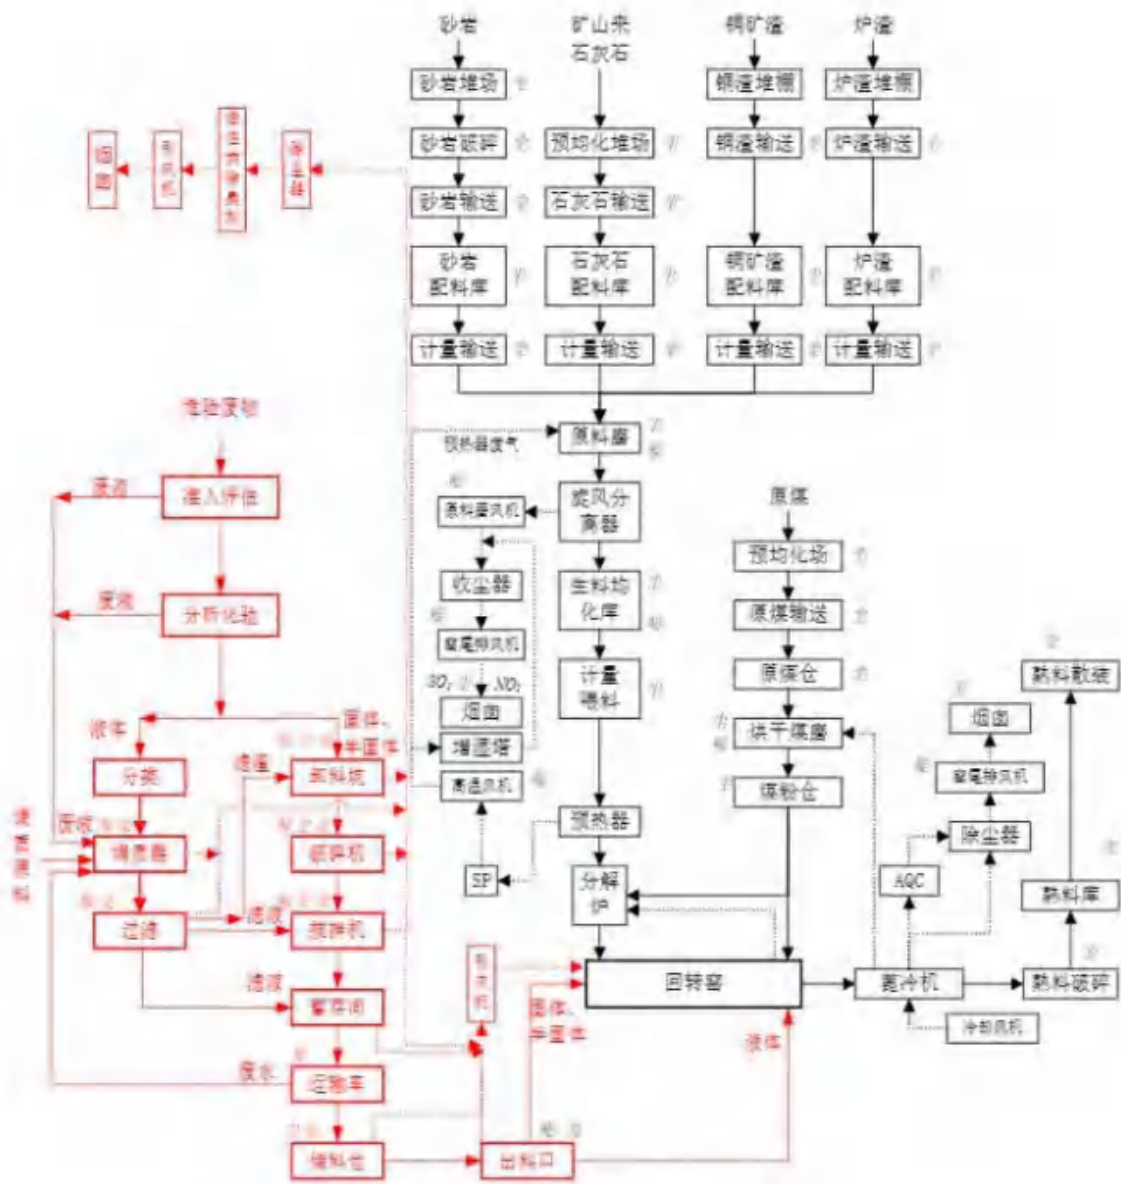 砂岩
矿山来
石灰石
铜矿渣
炉渣
砂岩堆场
铜渣堆棚
炉渣堆棚
砂岩破碎
预均化堆场
铜渣输送
炉渣输送
砂岩输送
石灰石输送
砂岩
配料库
石灰石
配料库
铜矿渣
配料库
炉渣
配料库
计量输送
计量输送
计量输送
计量输送
烟囱
引风机
除尘器
危险废物
准入评估
废液
分析化验
废液
液体
固体、
半固体
分拣
滤渣
废液
调质器
过滤
滤液
破碎机
搅拌机
滤液
暂存间
废水
运输车
储料仓
出料口
预热器废气
原料磨
旋风分
离器
原料磨风机
收尘器
窑尾排风机
SO₂
NO₂
烟囱
增湿塔
高温风机
SP
生料均
化库
计量
喂料
预热器
分解
炉
回转窑
固体、
半固体
液体
原煤
预均化场
原煤输送
原煤仓
烘干煤磨
煤粉仓
熟料散装
烟囱
窑尾排风机
除尘器
AQC
熟料库
篦冷机
熟料破碎
冷却风机